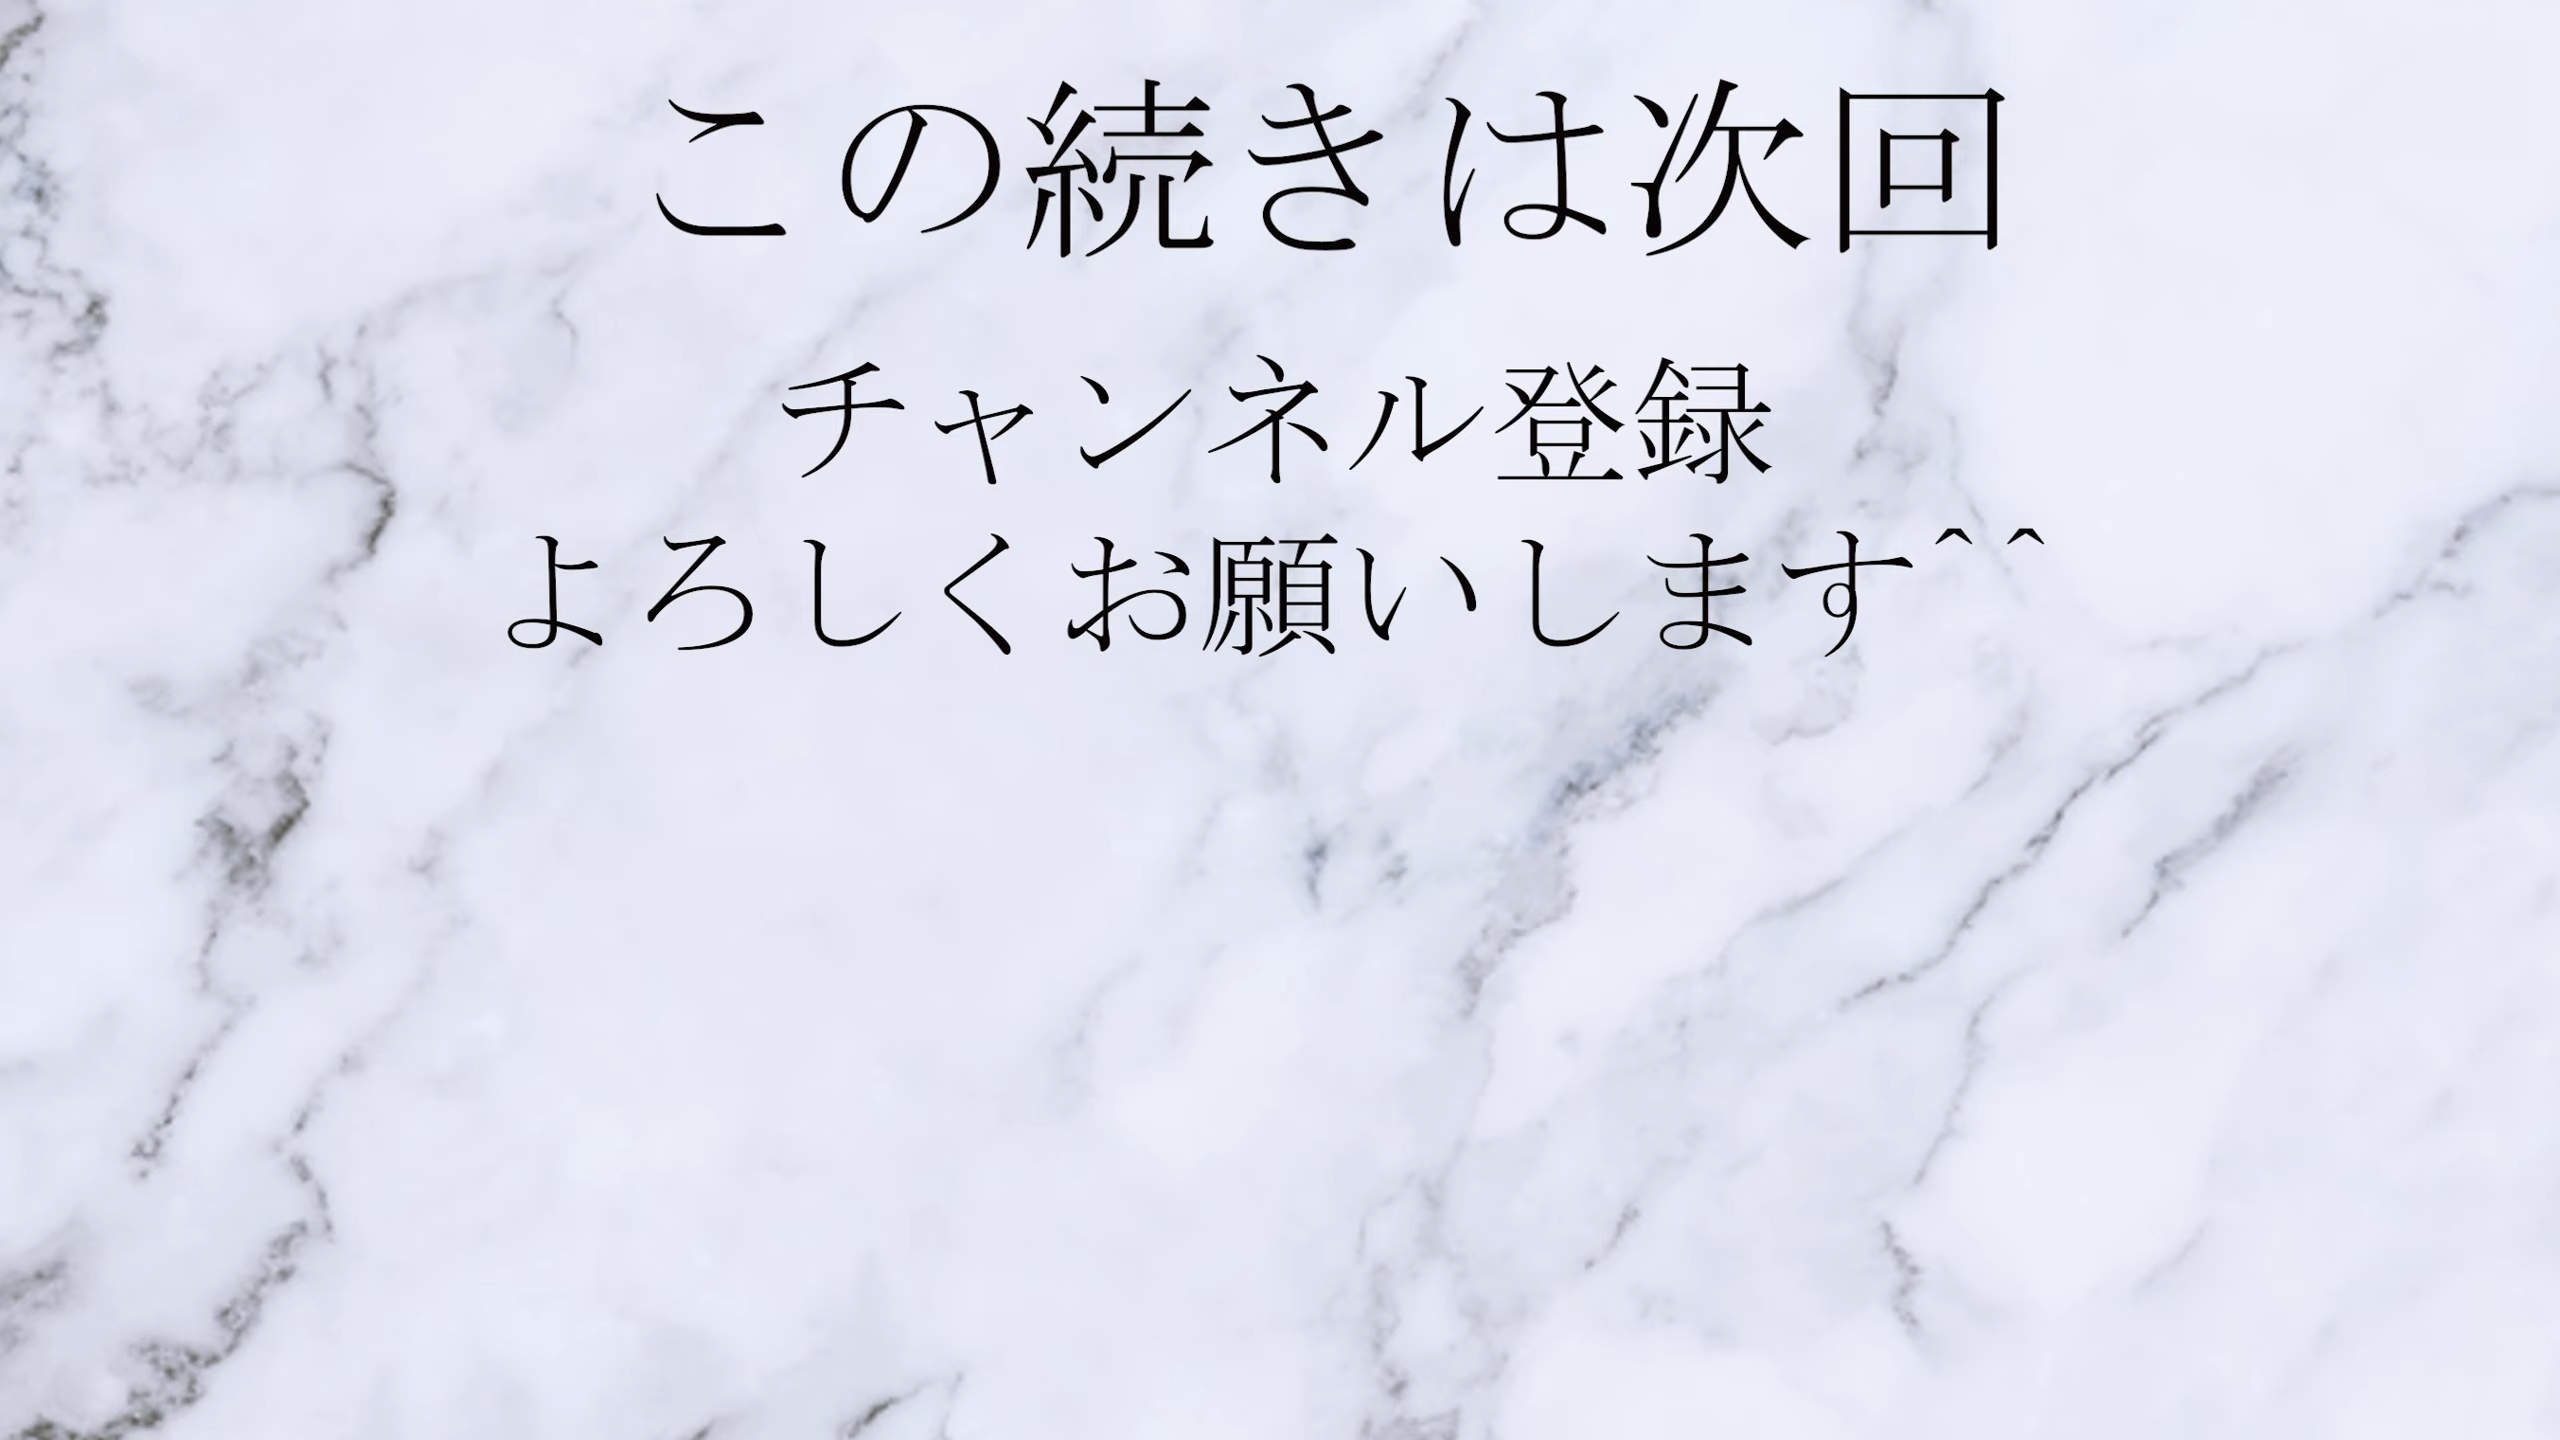 この続きは次回
チャンネル登録
よろしくお願いします^^